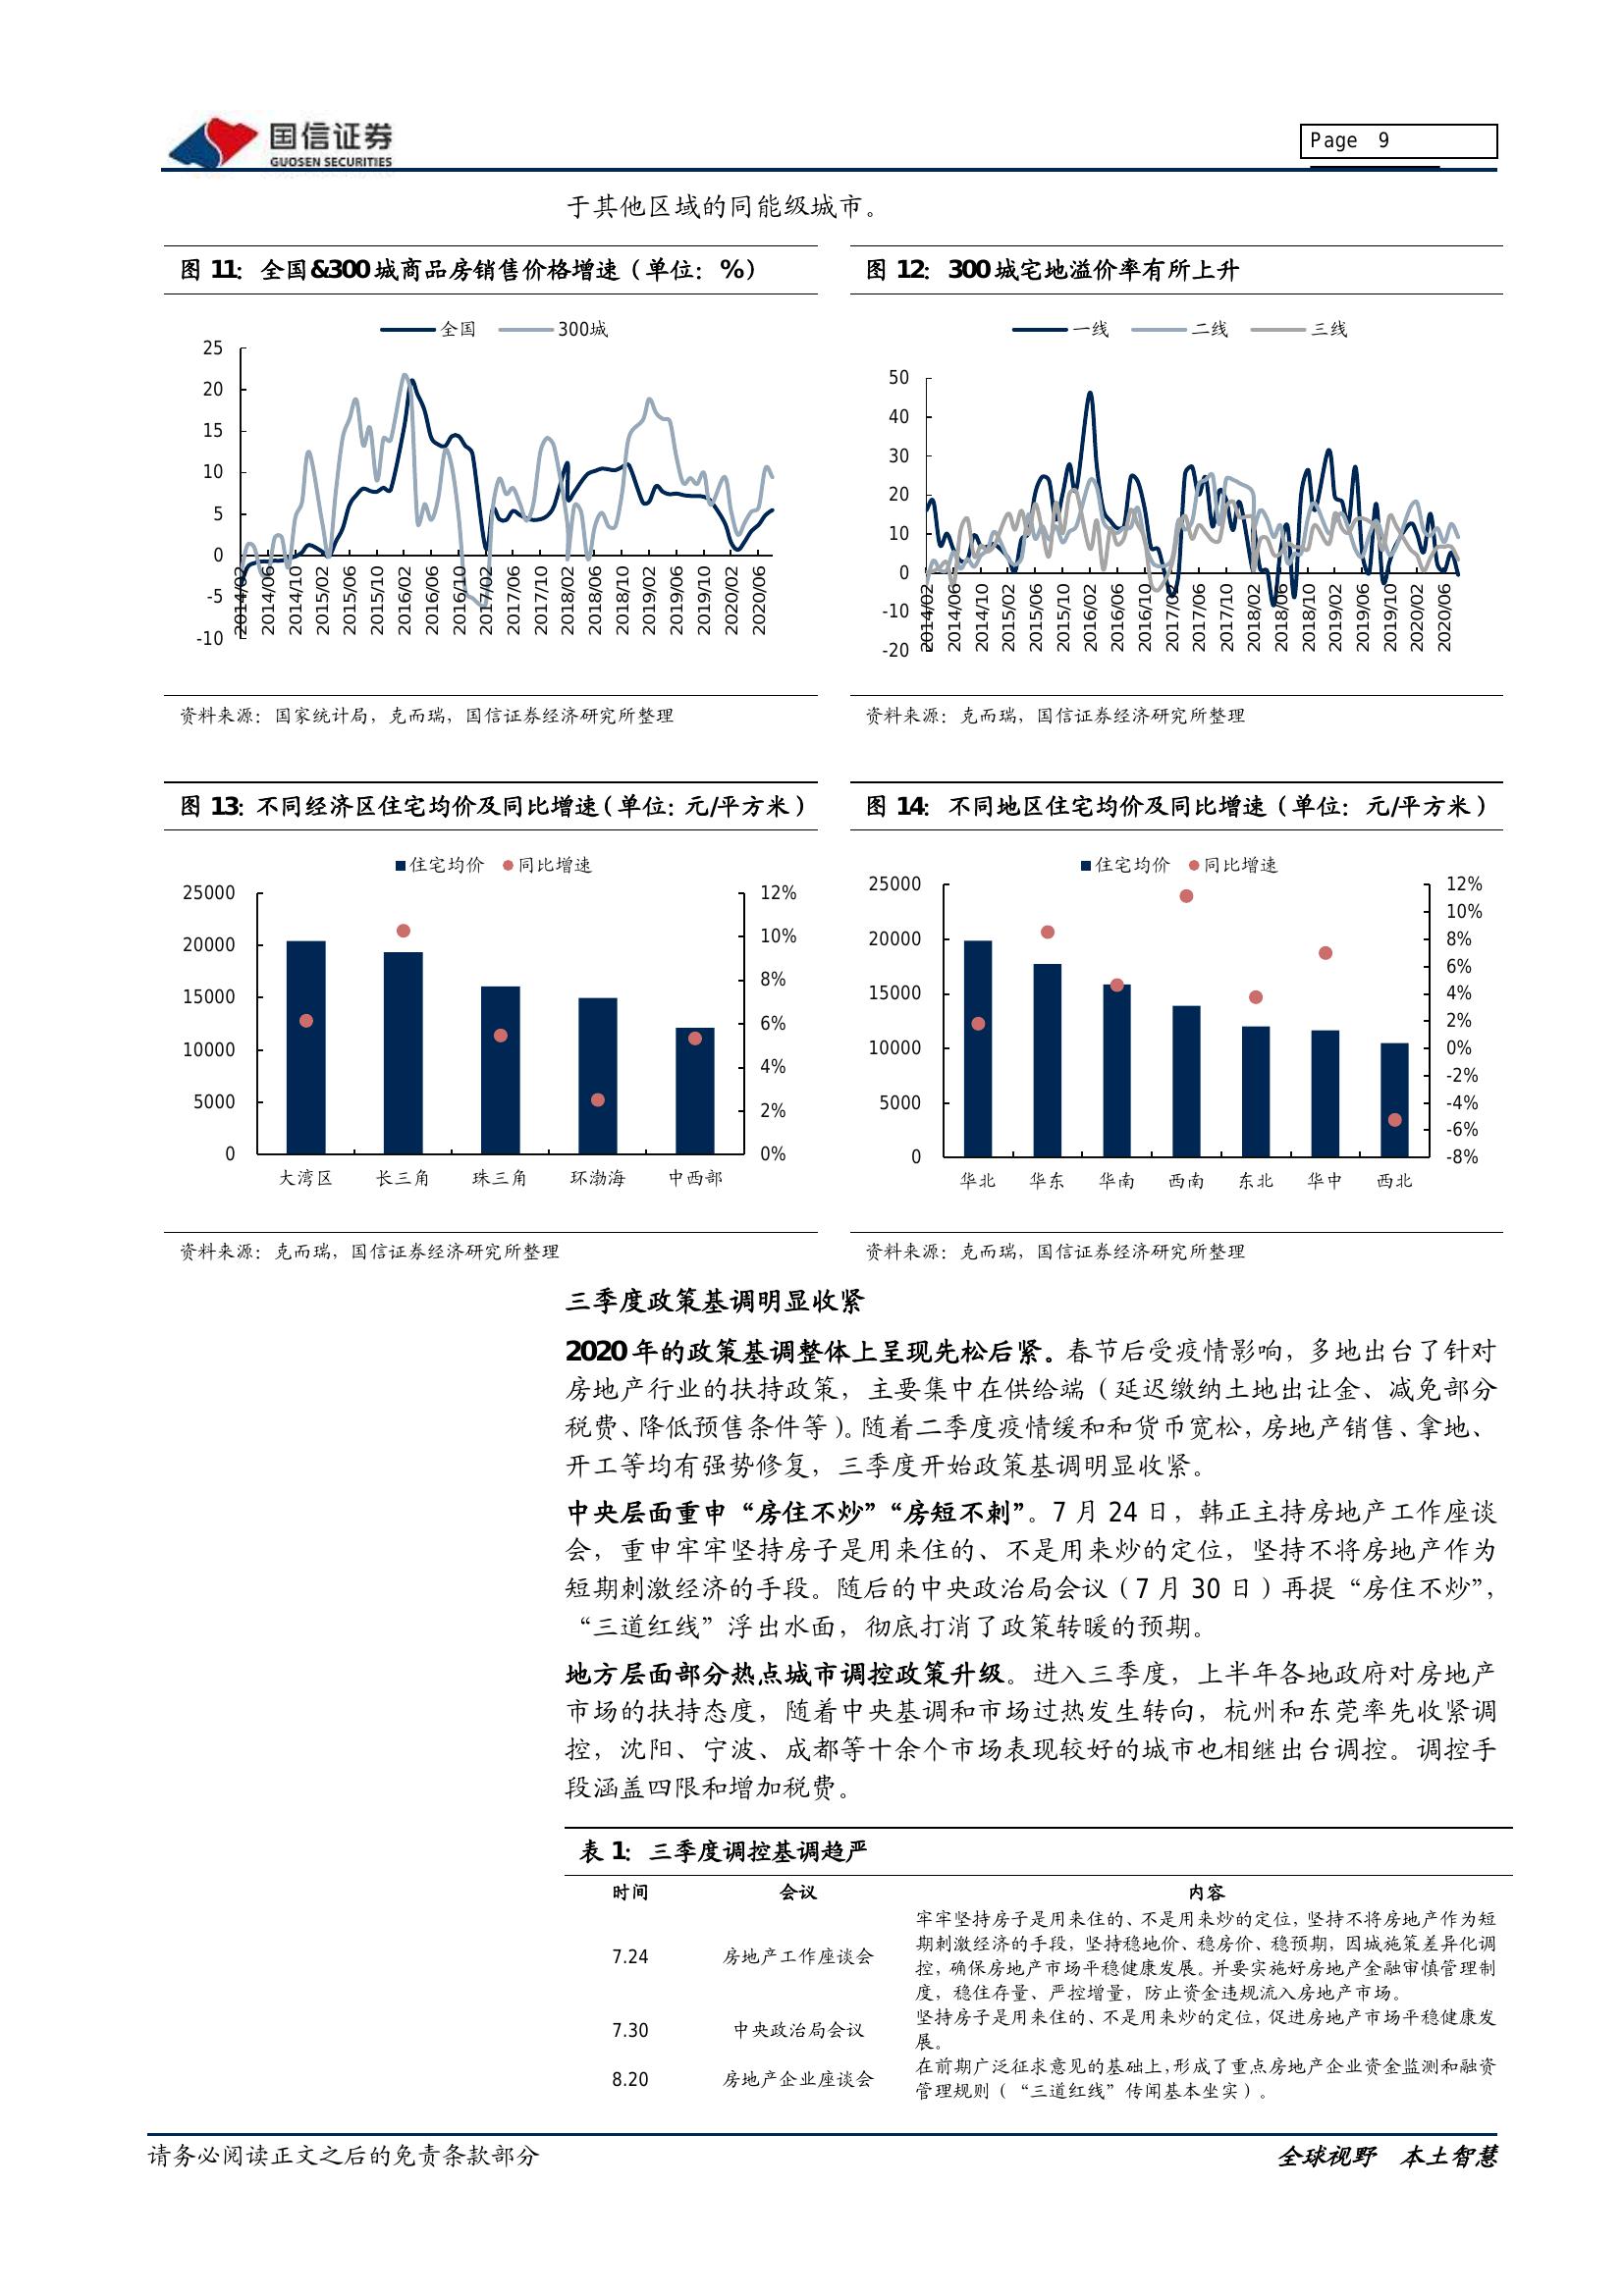 国信证券
GUOSEN SECURITIES
Page 9
于其他区域的同能级城市。
图 11：全国&300 城商品房销售价格增速（单位：%）
全国 300城
25
20
15
10
5
0
-5
-10
2014/02 2014/06 2014/10 2015/02 2015/06 2015/10 2016/02 2016/06 2016/10 2017/02 2017/06 2017/10 2018/02 2018/06 2018/10 2019/02 2019/06 2019/10 2020/02 2020/06
资料来源：国家统计局，克而瑞，国信证券经济研究所整理
图 12：300 城宅地溢价率有所上升
一线 二线 三线
50
40
30
20
10
0
-10
-20
2014/02 2014/06 2014/10 2015/02 2015/06 2015/10 2016/02 2016/06 2016/10 2017/02 2017/06 2017/10 2018/02 2018/06 2018/10 2019/02 2019/06 2019/10 2020/02 2020/06
资料来源：克而瑞，国信证券经济研究所整理
图 13：不同经济区住宅均价及同比增速（单位：元/平方米）
住宅均价 同比增速
25000
20000
15000
10000
5000
0
12%
10%
8%
6%
4%
2%
0%
大湾区 长三角 珠三角 环渤海 中西部
资料来源：克而瑞，国信证券经济研究所整理
图 14：不同地区住宅均价及同比增速（单位：元/平方米）
住宅均价 同比增速
25000
20000
15000
10000
5000
0
12%
10%
8%
6%
4%
2%
0%
-2%
-4%
-6%
-8%
华北 华东 华南 西南 东北 华中 西北
资料来源：克而瑞，国信证券经济研究所整理
三季度政策基调明显收紧
2020 年的政策基调整体上呈现先松后紧。春节后受疫情影响，多地出台了针对
房地产行业的扶持政策，主要集中在供给端（延迟缴纳土地出让金、减免部分
税费、降低预售条件等）。随着二季度疫情缓和和货币宽松，房地产销售、拿地、
开工等均有强势修复，三季度开始政策基调明显收紧。
中央层面重申“房住不炒”“房短不刺”。7 月 24 日，韩正主持房地产工作座谈
会，重申牢牢坚持房子是用来住的、不是用来炒的定位，坚持不将房地产作为
短期刺激经济的手段。随后的中央政治局会议（7 月 30 日）再提“房住不炒”，
“三道红线”浮出水面，彻底打消了政策转暖的预期。
地方层面部分热点城市调控政策升级。进入三季度，上半年各地政府对房地产
市场的扶持态度，随着中央基调和市场过热发生转向，杭州和东莞率先收紧调
控，沈阳、宁波、成都等十余个市场表现较好的城市也相继出台调控。调控手
段涵盖四限和增加税费。
表 1：三季度调控基调趋严
时间 会议 内容
7.24 房地产工作座谈会 牢牢坚持房子是用来住的、不是用来炒的定位，坚持不将房地产作为短
期刺激经济的手段，坚持稳地价、稳房价、稳预期，因城施策差异化调
控，确保房地产市场平稳健康发展。并要实施好房地产金融审慎管理制
度，稳住存量、严控增量，防止资金违规流入房地产市场。
7.30 中央政治局会议 坚持房子是用来住的、不是用来炒的定位，促进房地产市场平稳健康发
展。
8.20 房地产企业座谈会 在前期广泛征求意见的基础上，形成了重点房地产企业资金监测和融资
管理规则（“三道红线”传闻基本坐实）。
请务必阅读正文之后的免责条款部分
全球视野 本土智慧